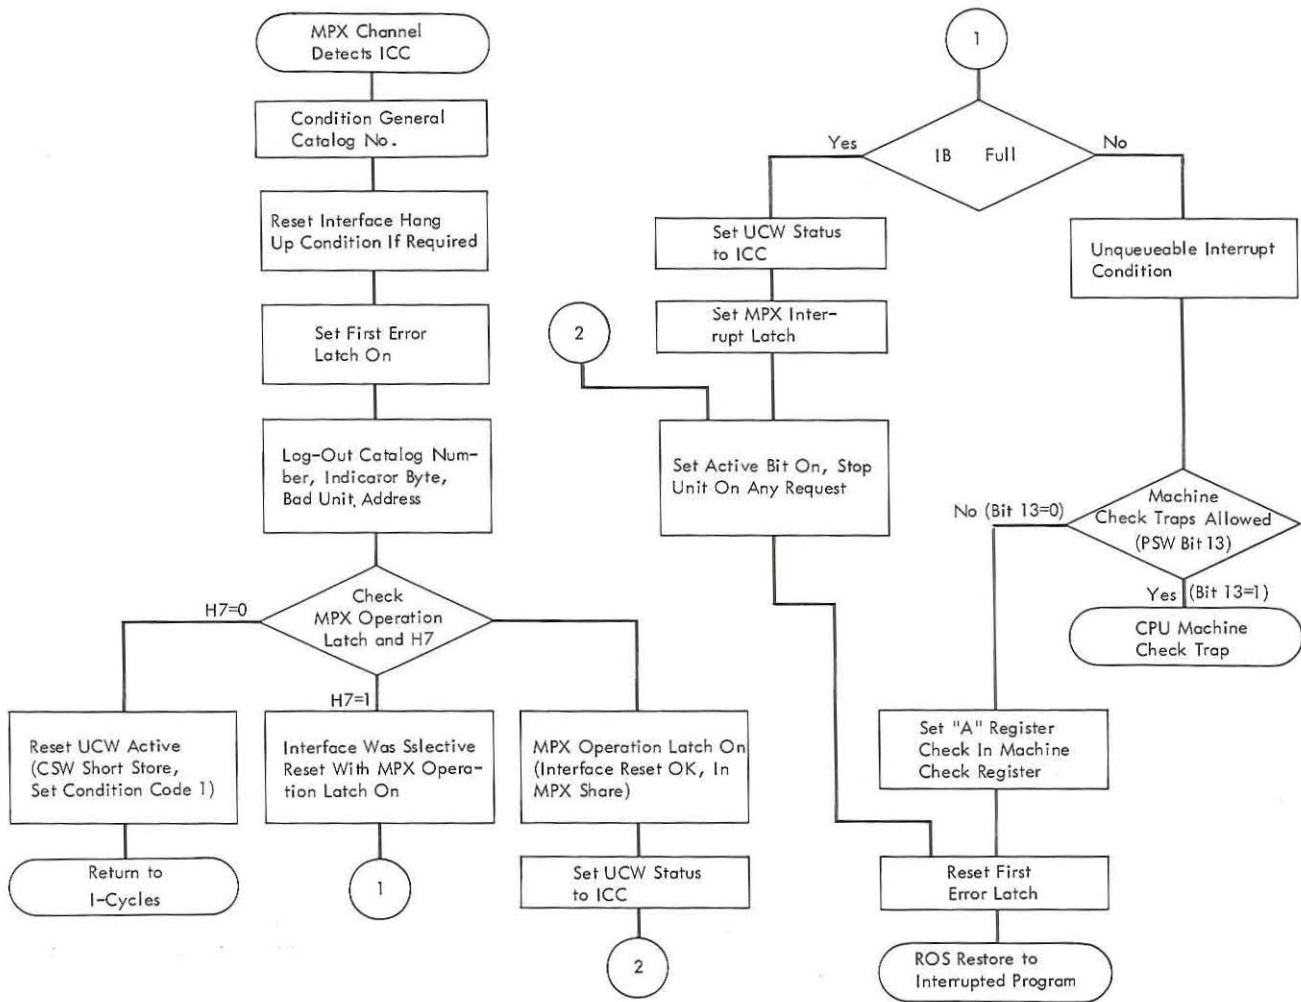 MPX Channel
Detects ICC
Condition General
Catalog No.
Reset Interface Hang
Up Condition If Required
Set First Error
Latch On
Log-Out Catalog Num-
ber, Indicaror Byte,
Bad Unit, Address
Check
MPX Operation
Latch and H7
H7=0
H7=1
Reset UCW Active
(CSW Short Store,
Set Condition Code 1)
Return to
I-Cycles
Interface Was Sslective
Reset With MPX Opera-
tion Latch On
1
MPX Operation Latch On
(Interface Reset OK, In
MPX Share)
Set UCW Status
to ICC
2
1
IB Full
Yes
No
Set UCW Status
to ICC
Set MPX Inter-
rupt Latch
2
Set Active Bit On, Stop
Unit On Any Request
Unqueueable Interrupt
Condition
Machine
Check Traps Allowed
(PSW Bit 13)
No (Bit 13=0)
Yes (Bit 13=1)
CPU Machine
Check Trap
Set "A" Register
Check In Machine
Check Register
Reset First
Error Latch
ROS Restore to
Interrupted Program